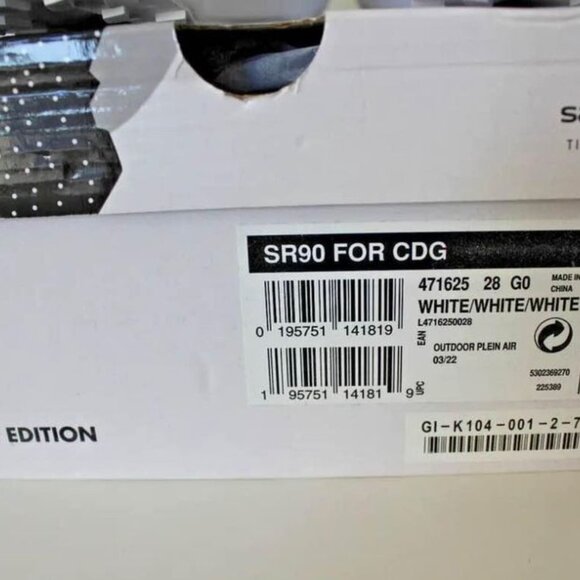 SR90 FOR CDG
471625 28 G0
MADE IN
CHINA
WHITE/WHITE/WHITE
L4716250028
0 195751 141819
EAN
OUTDOOR PLEIN AIR
03/22
5302369270
225389
1 95751 14181 9
UPC
EDITION
GI-K104-001-2-7